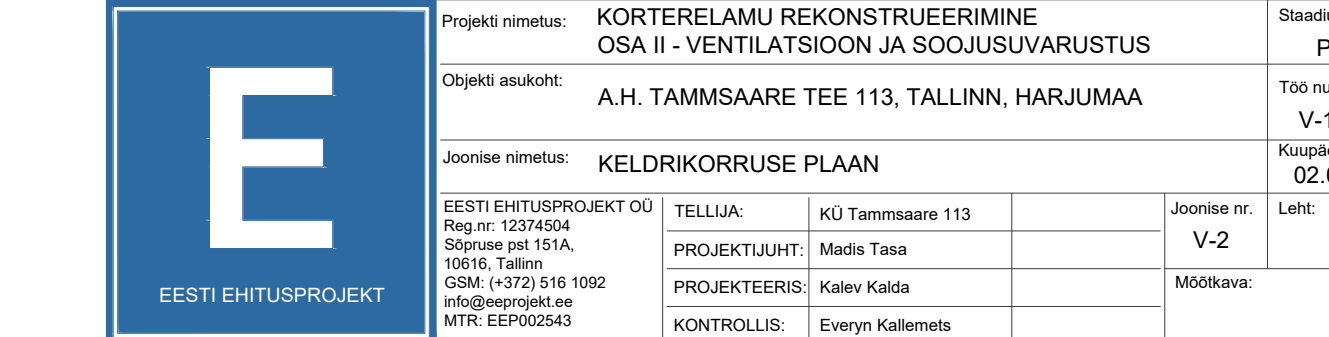 E
EESTI EHITUSPROJEKT
Projekti nimetus:
KORTERELAMU REKONSTRUEERIMINE
OSA II - VENTILATSIOON JA SOOJUSUVARUSTUS
Objekti asukoht:
A.H. TAMMSAARE TEE 113, TALLINN, HARJUMAA
Joonise nimetus:
KELDRIKORRUSE PLAAN
EESTI EHITUSPROJEKT OÜ
Reg.nr: 12374504
Sõpruse pst 151A,
10616, Tallinn
GSM: (+372) 516 1092
info@eeprojekt.ee
MTR: EEP002543
TELLIJA: KÜ Tammsaare 113
PROJEKTIJUHT: Madis Tasa
PROJEKTEERIS: Kalev Kalda
KONTROLLIS: Everyn Kallemets
Joonise nr.
V-2
Leht:
Mõõtkava:
Töö